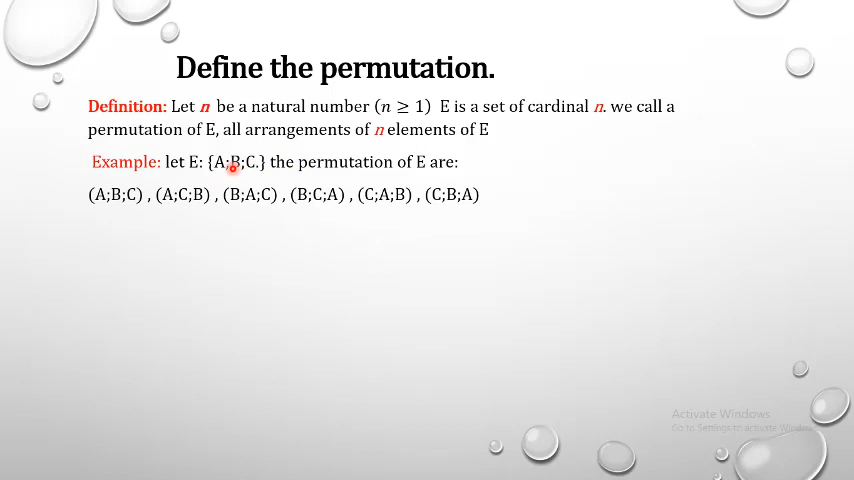 Define the permutation.
Definition: Let n be a natural number (n ≥ 1) E is a set of cardinal n. we call a
permutation of E, all arrangements of n elements of E
Example: let E: {A;B;C.} the permutation of E are:
(A;B;C) , (A;C;B) , (B;A;C) , (B;C;A) , (C;A;B) , (C;B;A)
Activate Windows
Go to Settings to activate Windows.